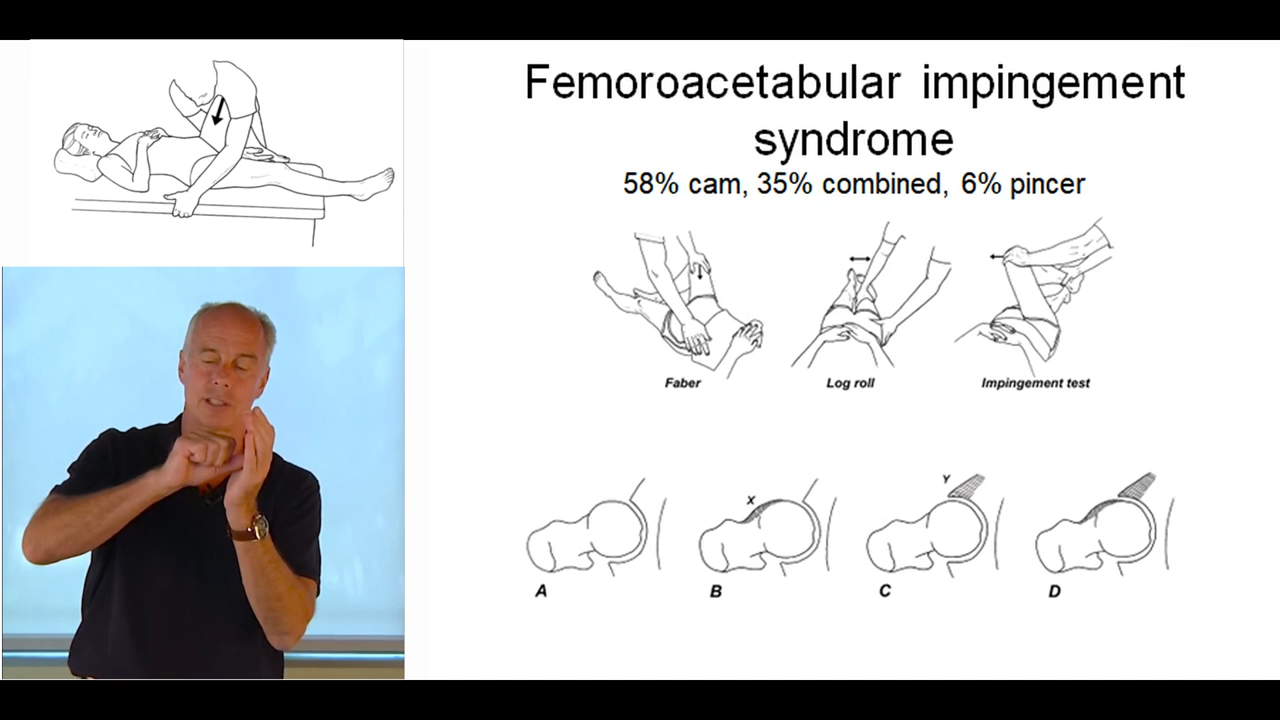 Femoroacetabular impingement
syndrome
58% cam, 35% combined, 6% pincer
Faber
Log roll
Impingement test
X
Y
A
B
C
D